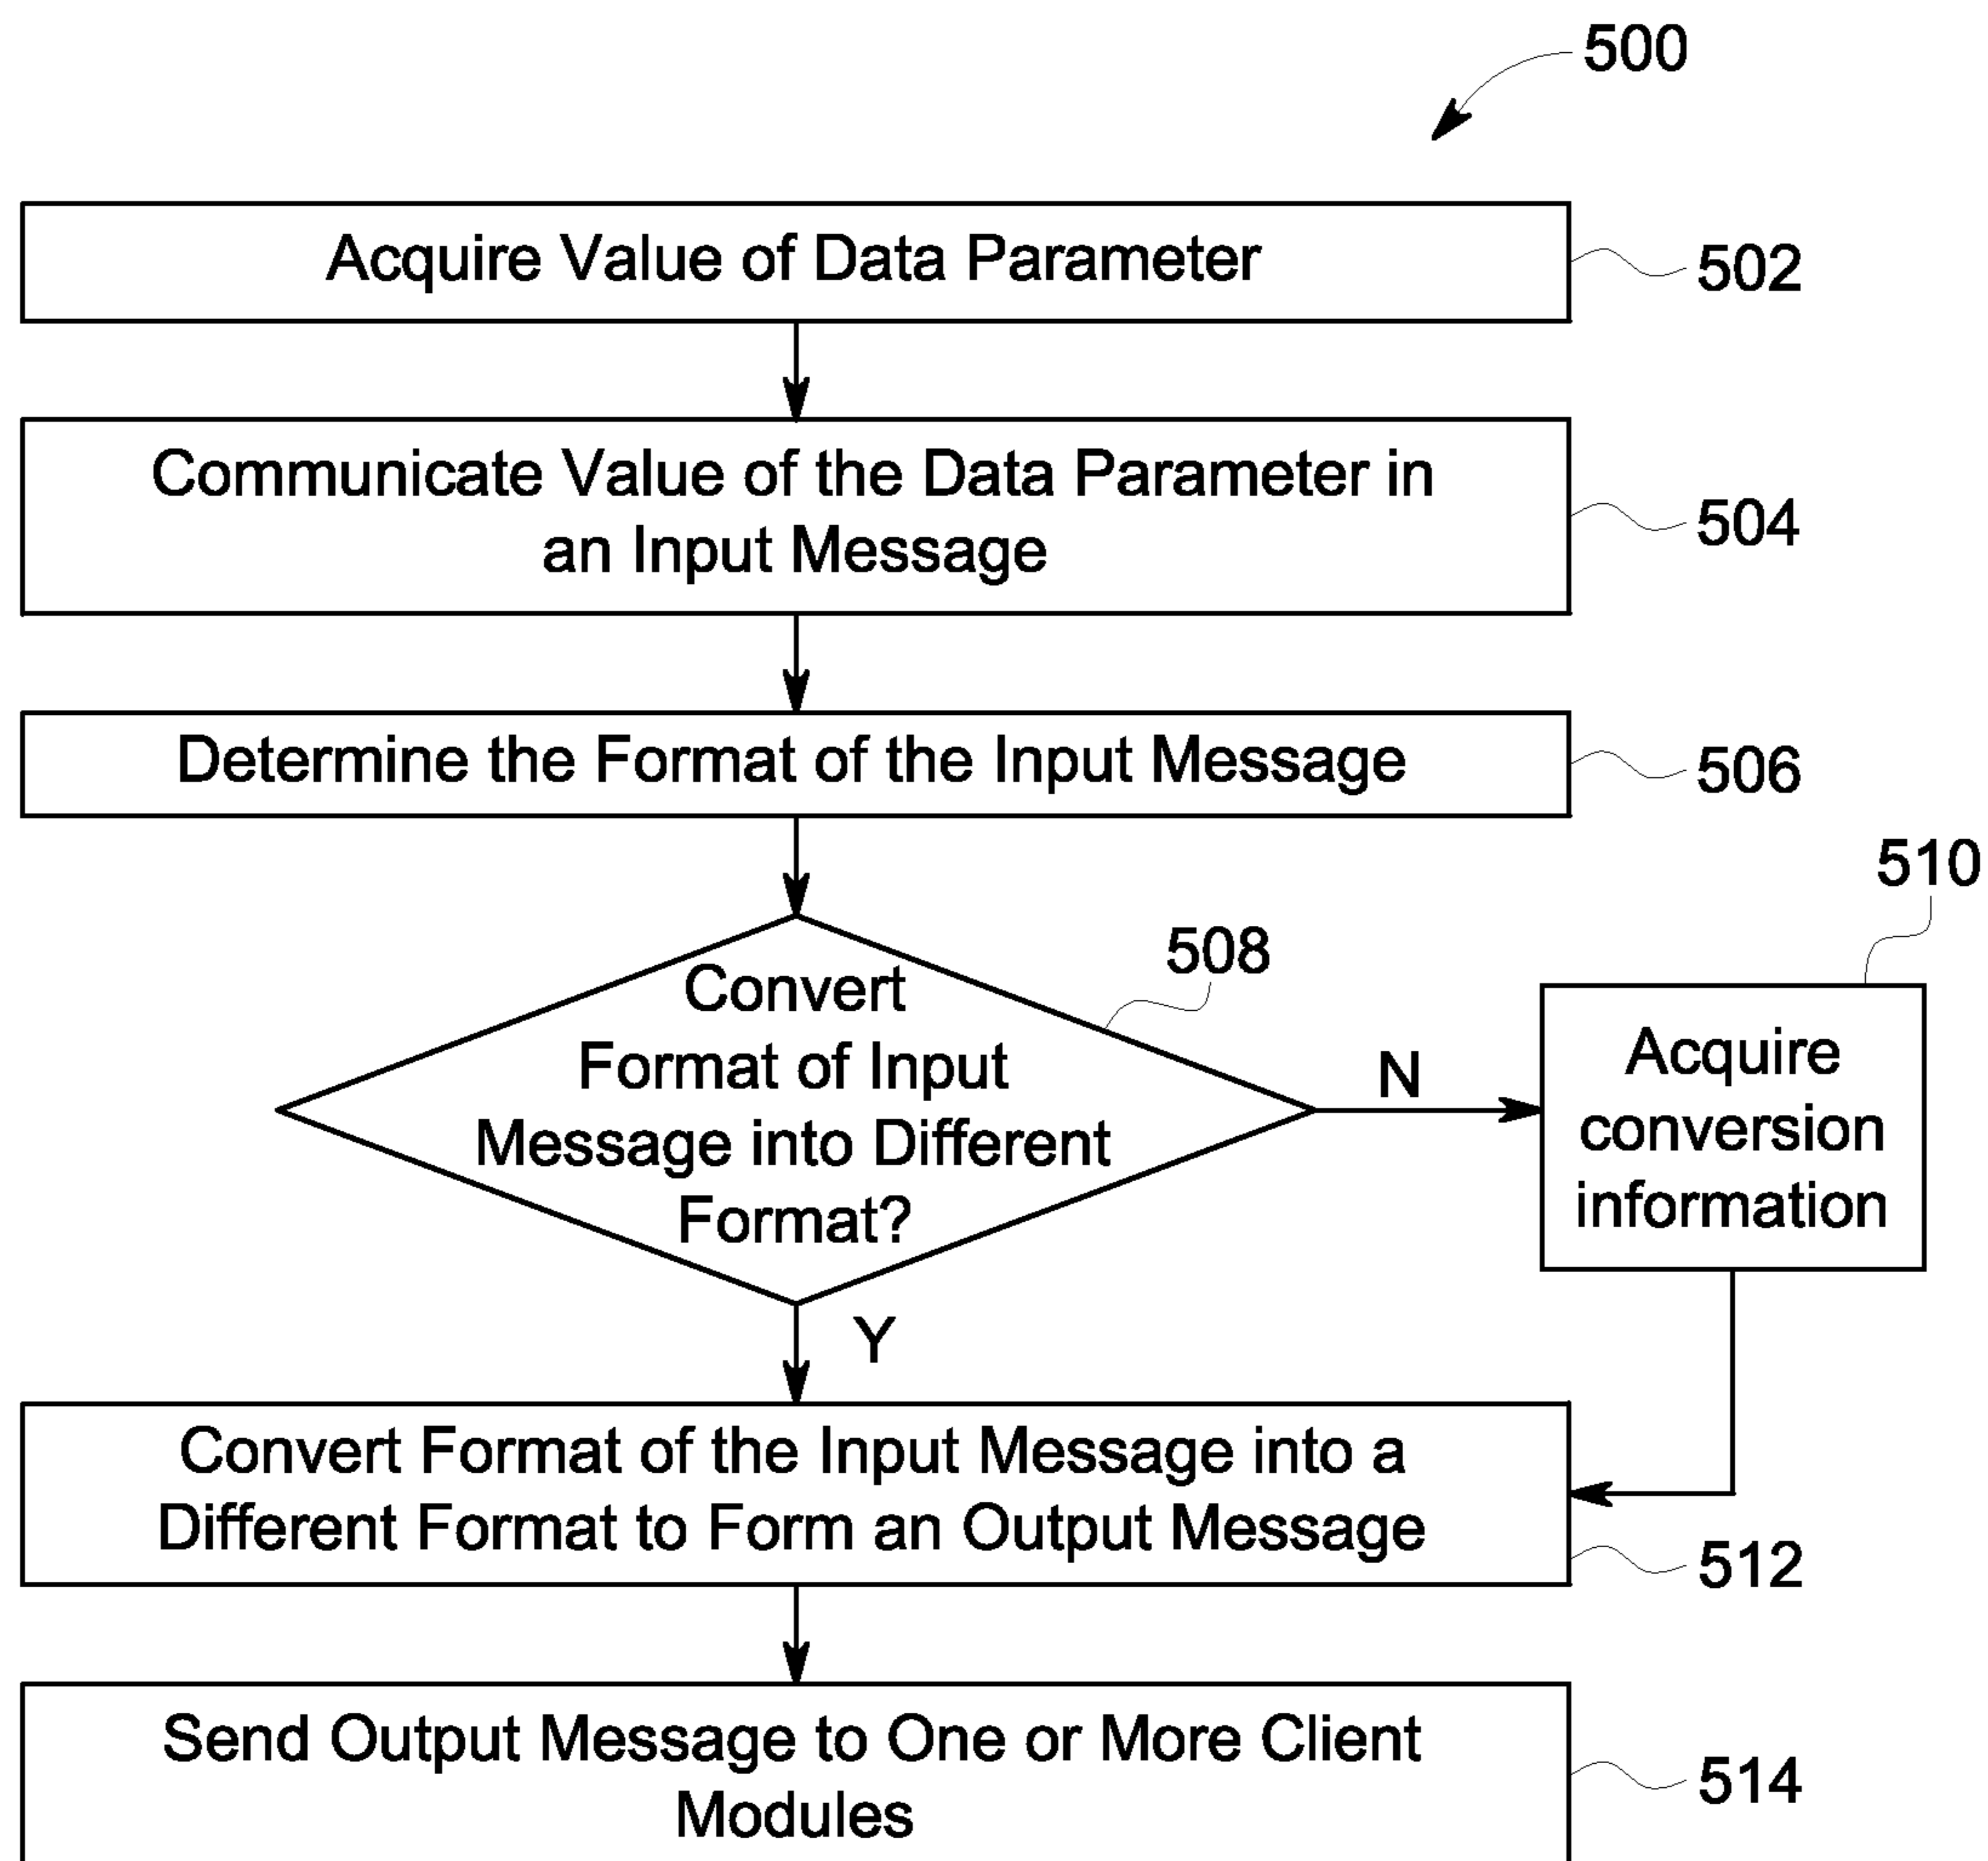 500
Acquire Value of Data Parameter
502
Communicate Value of the Data Parameter in
an Input Message
504
Determine the Format of the Input Message
506
510
508
Convert
Format of Input
Message into Different
Format?
N
Acquire
conversion
information
Y
Convert Format of the Input Message into a
Different Format to Form an Output Message
512
Send Output Message to One or More Client
Modules
514